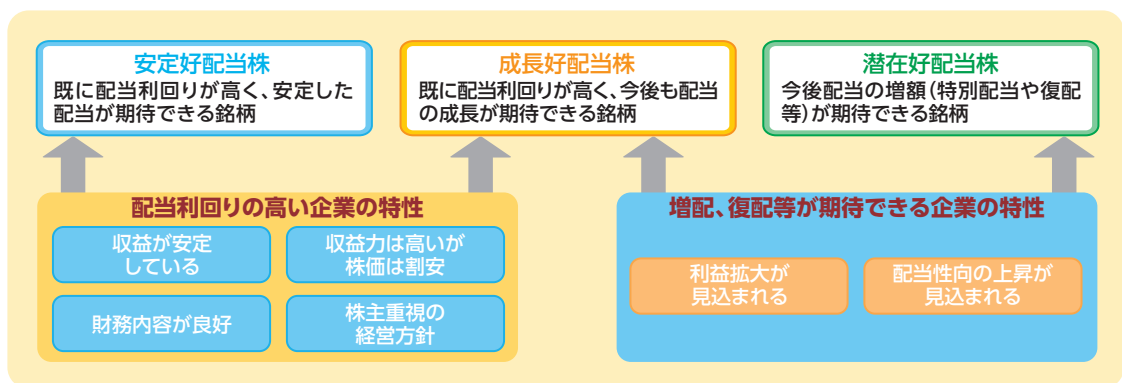 安定好配当株
既に配当利回りが高く、安定した
配当が期待できる銘柄
成長好配当株
既に配当利回りが高く、今後も配当
の成長が期待できる銘柄
潜在好配当株
今後配当の増額(特別配当や復配
等)が期待できる銘柄
配当利回りの高い企業の特性
収益が安定
している
収益力は高いが
株価は割安
財務内容が良好
株主重視の
経営方針
増配、復配等が期待できる企業の特性
利益拡大が
見込まれる
配当性向の上昇が
見込まれる